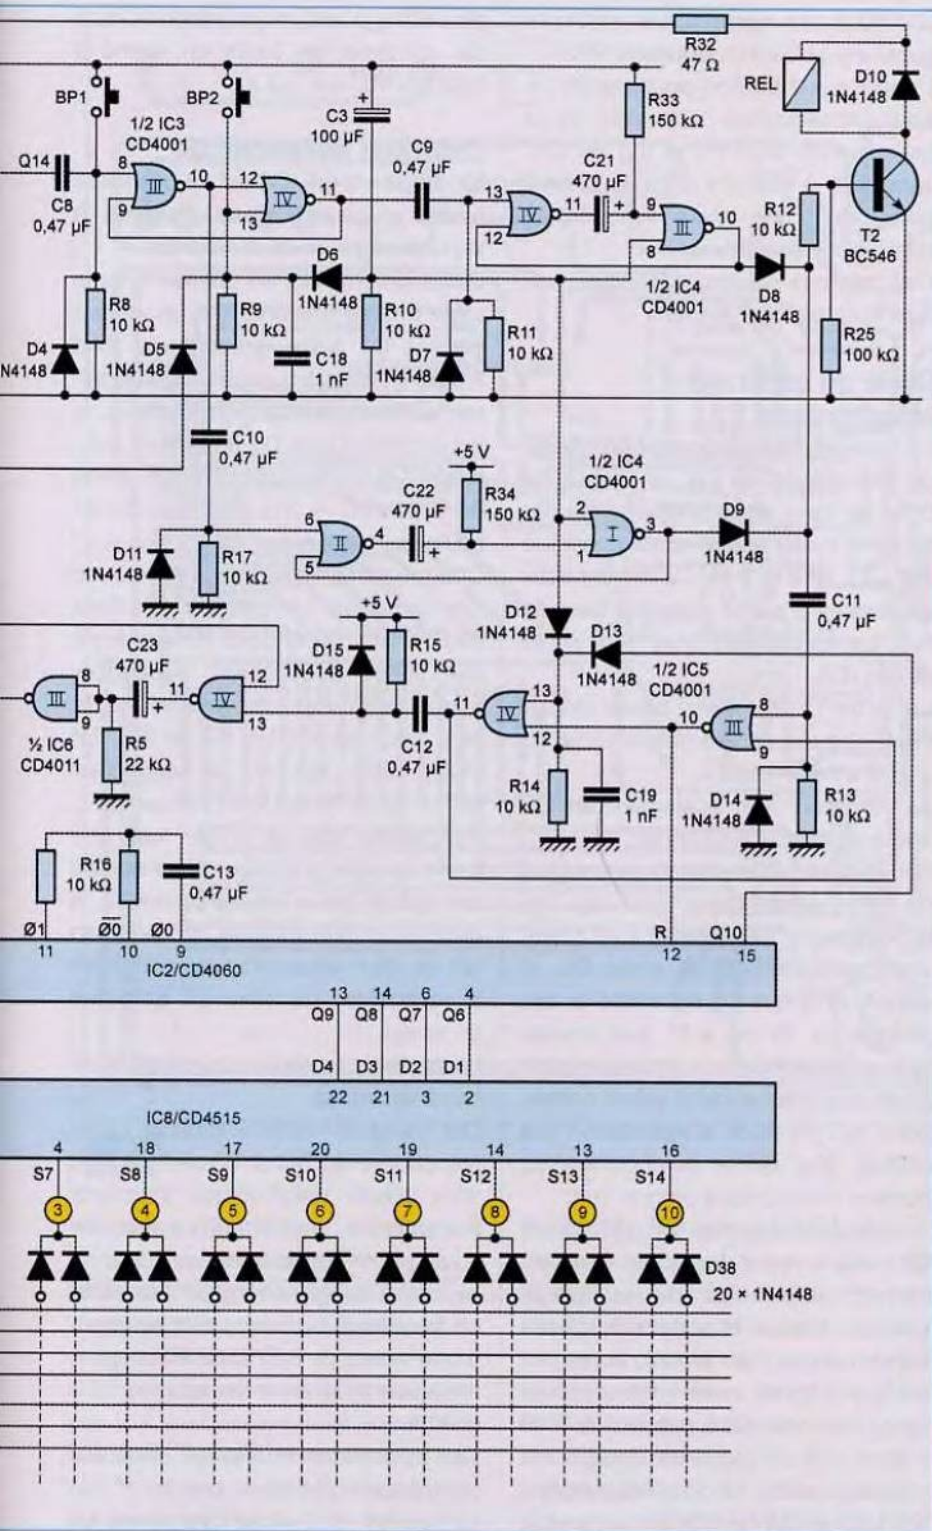 R32
47 Ω
REL
D10
1N4148
BP1
BP2
+
C3
100 µF
R33
150 kΩ
1/2 IC3
CD4001
Q14
C8
0,47 µF
8
9
III
10
12
13
IV
11
C9
0,47 µF
13
12
IV
11
C21
470 µF
+
9
8
III
10
R12
10 kΩ
T2
BC546
D6
1N4148
1/2 IC4
CD4001
D8
1N4148
R8
10 kΩ
R9
10 kΩ
R10
10 kΩ
R11
10 kΩ
R25
100 kΩ
D4
N4148
D5
1N4148
C18
1 nF
D7
1N4148
C10
0,47 µF
+5 V
R34
150 kΩ
1/2 IC4
CD4001
C22
470 µF
+
6
5
II
4
2
1
I
3
D9
1N4148
D11
1N4148
R17
10 kΩ
C11
0,47 µF
+5 V
D12
1N4148
D13
1N4148
C23
470 µF
+
D15
1N4148
R15
10 kΩ
1/2 IC5
CD4001
III
8
9
11
IV
12
13
11
IV
13
12
10
III
8
9
½ IC6
CD4011
R5
22 kΩ
C12
0,47 µF
R14
10 kΩ
C19
1 nF
D14
1N4148
R13
10 kΩ
R16
10 kΩ
C13
0,47 µF
Ø1
Ø0
Ø0
R
Q10
11
10
9
12
15
IC2/CD4060
13
14
6
4
Q9
Q8
Q7
Q6
D4
D3
D2
D1
22
21
3
2
IC8/CD4515
4
18
17
20
19
14
13
16
S7
S8
S9
S10
S11
S12
S13
S14
3
4
5
6
7
8
9
10
D38
20 × 1N4148